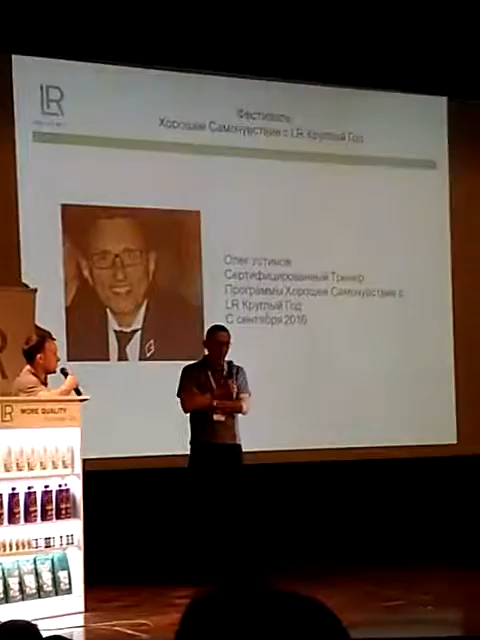 LR
Фестиваль
Хорошее Самочувствие с LR Круглый Год
Олег Устимов
Сертифицированный Тренер
Программы Хорошее Самочувствие с
LR Круглый Год
С сентября 2016
R
LR MORE QUALITY